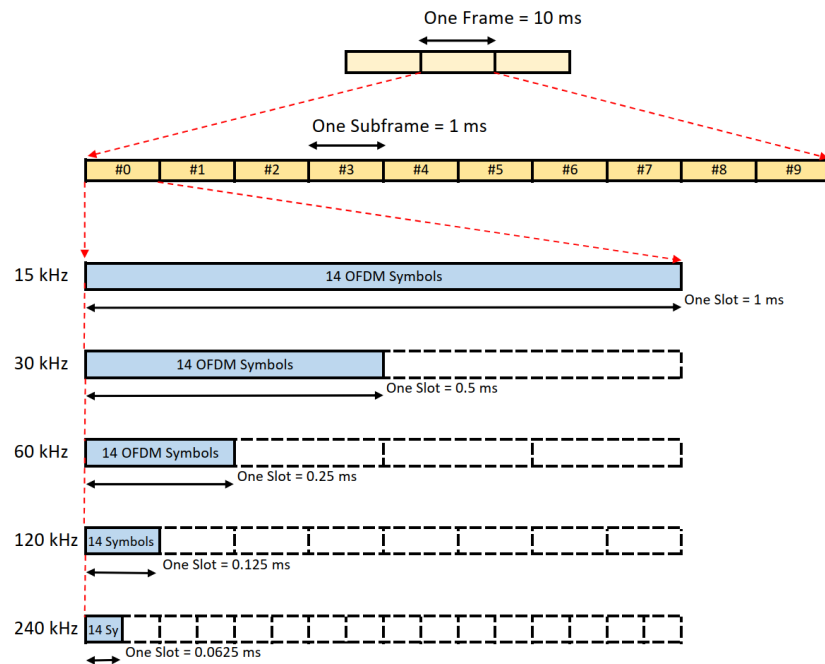 One Frame = 10 ms
One Subframe = 1 ms
#0 #1 #2 #3 #4 #5 #6 #7 #8 #9
15 kHz
14 OFDM Symbols
One Slot = 1 ms
30 kHz
14 OFDM Symbols
One Slot = 0.5 ms
60 kHz
14 OFDM Symbols
One Slot = 0.25 ms
120 kHz
14 Symbols
One Slot = 0.125 ms
240 kHz
14 Sy
One Slot = 0.0625 ms